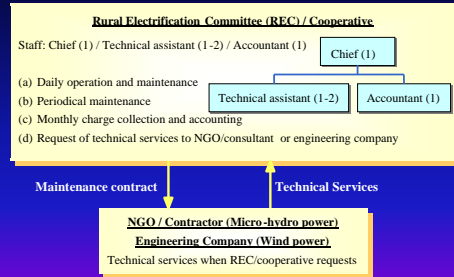 Rural Electrification Committee (REC) / Cooperative
Staff: Chief (1) / Technical assistant (1-2) / Accountant (1)
Chief (1)
(a) Daily operation and maintenance
(b) Periodical maintenance
Technical assistant (1-2)
Accountant (1)
(c) Monthly charge collection and accounting
(d) Request of technical services to NGO/consultant or engineering company
Maintenance contract
Technical Services
NGO / Contractor (Micro-hydro power)
Engineering Company (Wind power)
Technical services when REC/cooperative requests